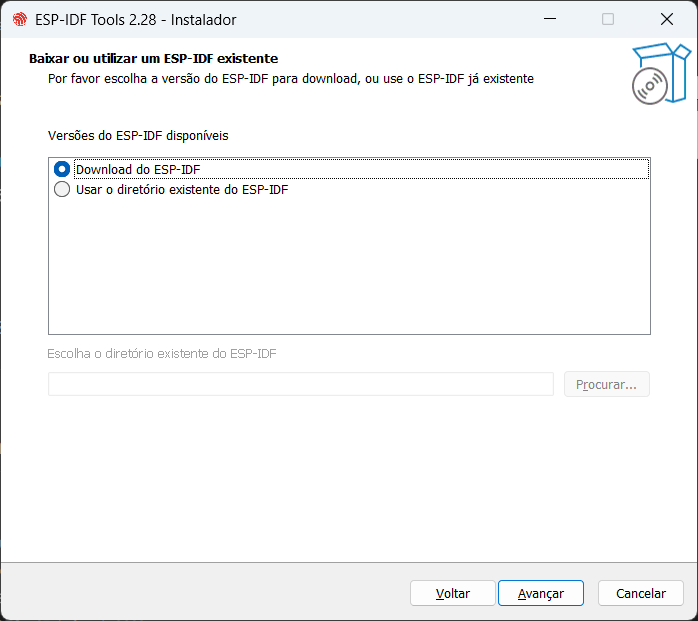 ESP-IDF Tools 2.28 - Instalador
Baixar ou utilizar um ESP-IDF existente
Por favor escolha a versão do ESP-IDF para download, ou use o ESP-IDF já existente
Versões do ESP-IDF disponíveis
Download do ESP-IDF
Usar o diretório existente do ESP-IDF
Escolha o diretório existente do ESP-IDF
Procurar...
Voltar
Avançar
Cancelar